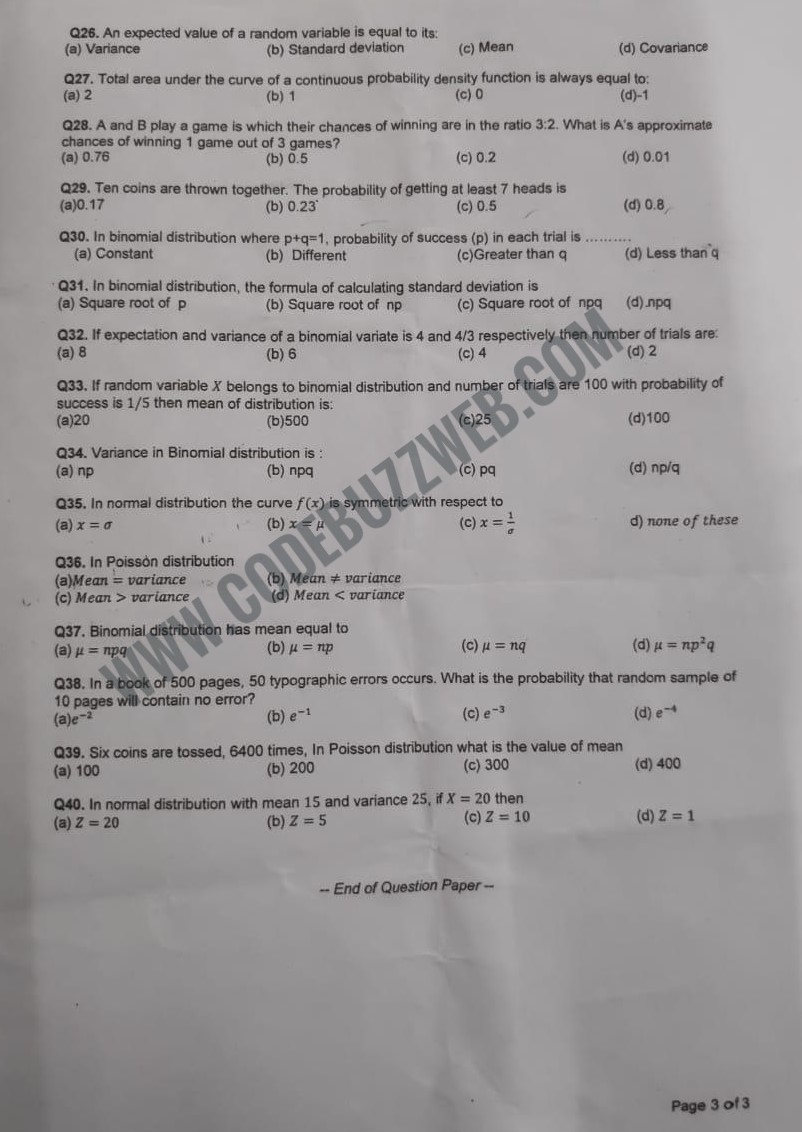 Q26. An expected value of a random variable is equal to its:
(a) Variance (b) Standard deviation (c) Mean (d) Covariance
Q27. Total area under the curve of a continuous probability density function is always equal to:
(a) 2 (b) 1 (c) 0 (d)-1
Q28. A and B play a game is which their chances of winning are in the ratio 3:2. What is A's approximate
chances of winning 1 game out of 3 games?
(a) 0.76 (b) 0.5 (c) 0.2 (d) 0.01
Q29. Ten coins are thrown together. The probability of getting at least 7 heads is
(a)0.17 (b) 0.23 (c) 0.5 (d) 0.8
Q30. In binomial distribution where p+q=1, probability of success (p) in each trial is ..........
(a) Constant (b) Different (c)Greater than q (d) Less than q
Q31. In binomial distribution, the formula of calculating standard deviation is
(a) Square root of p (b) Square root of np (c) Square root of npq (d) npq
Q32. If expectation and variance of a binomial variate is 4 and 4/3 respectively then number of trials are:
(a) 8 (b) 6 (c) 4 (d) 2
Q33. If random variable X belongs to binomial distribution and number of trials are 100 with probability of
success is 1/5 then mean of distribution is:
(a)20 (b)500 (c)25 (d)100
Q34. Variance in Binomial distribution is :
(a) np (b) npq (c) pq (d) np/q
Q35. In normal distribution the curve f(x) is symmetric with respect to
(a) x = σ (b) x = μ (c) x = 1/σ d) none of these
Q36. In Poissòn distribution
(a)Mean = variance (b) Mean ≠ variance
(c) Mean > variance (d) Mean < variance
Q37. Binomial distribution has mean equal to
(a) μ = npq (b) μ = np (c) μ = nq (d) μ = np²q
Q38. In a book of 500 pages, 50 typographic errors occurs. What is the probability that random sample of
10 pages will contain no error?
(a)e⁻² (b) e⁻¹ (c) e⁻³ (d) e⁻⁴
Q39. Six coins are tossed, 6400 times, In Poisson distribution what is the value of mean
(a) 100 (b) 200 (c) 300 (d) 400
Q40. In normal distribution with mean 15 and variance 25, if X = 20 then
(a) Z = 20 (b) Z = 5 (c) Z = 10 (d) Z = 1
-- End of Question Paper --
Page 3 of 3
WWW.CODEBUZZWEB.COM